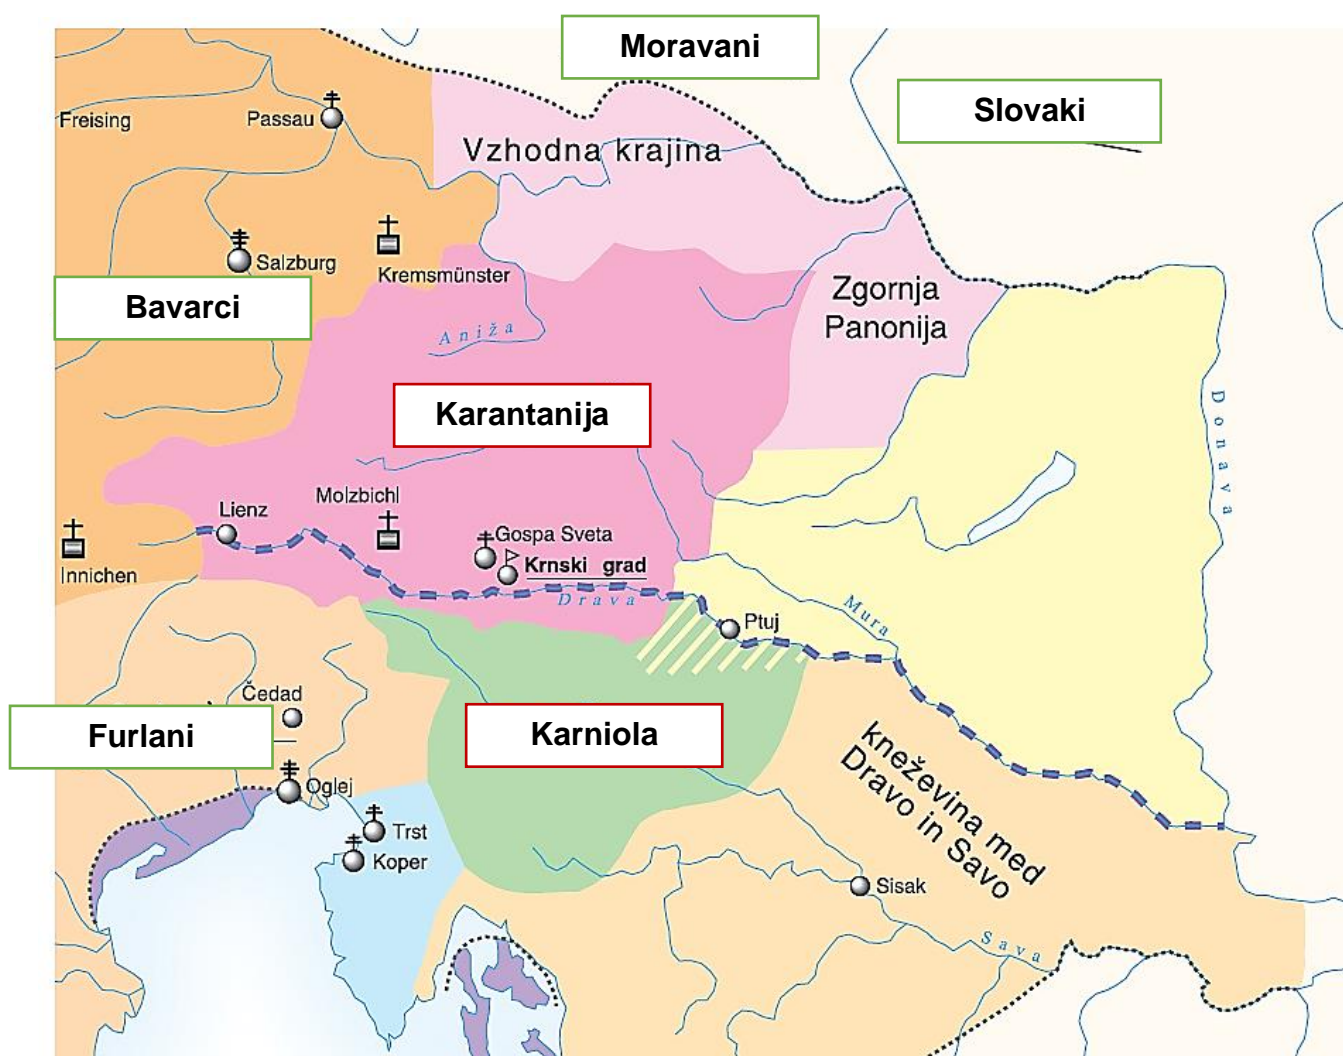 Moravani
Slovaki
Freising
Passau
Vzhodna krajina
Salzburg
Kremsmünster
Bavarci
Zgornja
Panonija
Aniža
Karantanija
Donava
Molzbichl
Lienz
Gospa Sveta
Innichen
Krnski grad
Drava
Mura
Ptuj
Čedad
Furlani
Karniola
kneževina med
Dravo in Savo
Oglej
Trst
Koper
Sisak
Sava